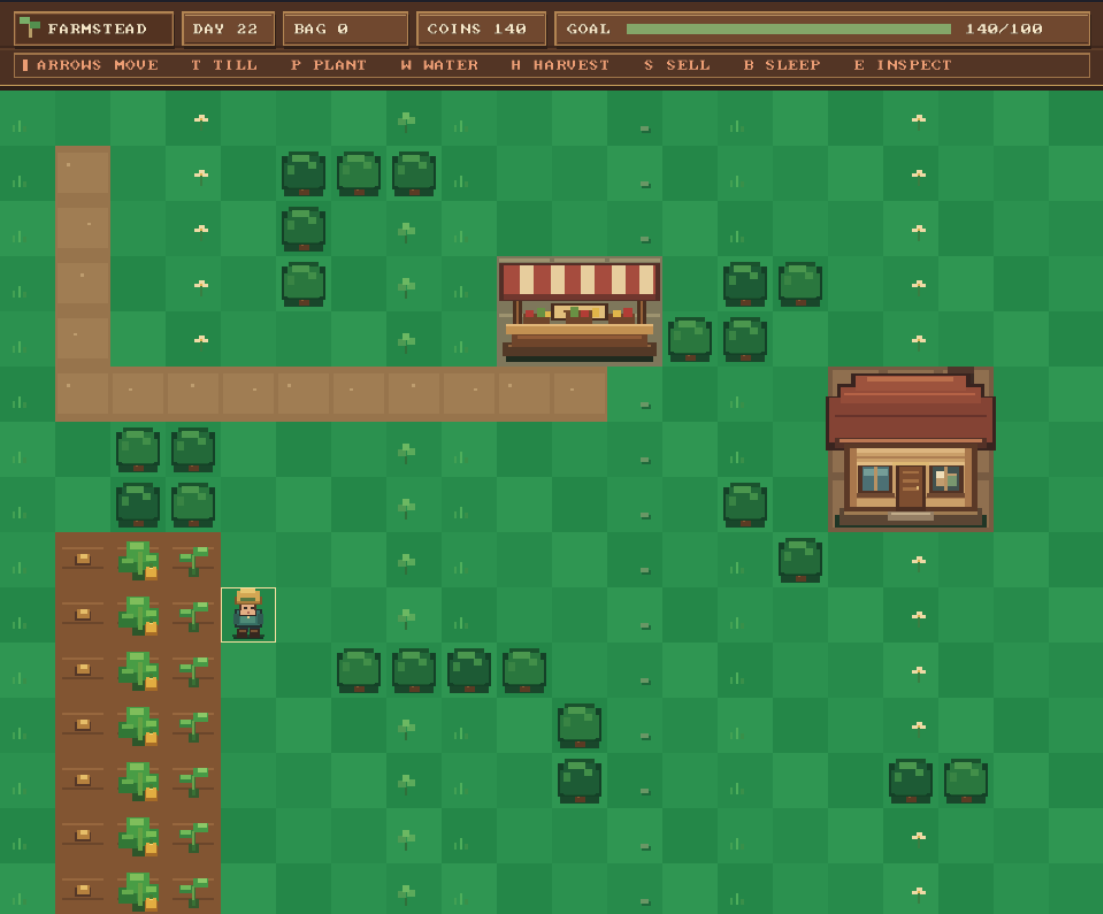 FARMSTEAD DAY 22 BAG 0 COINS 140 GOAL 140/100
ARROWS MOVE T TILL P PLANT W WATER H HARVEST S SELL B SLEEP E INSPECT